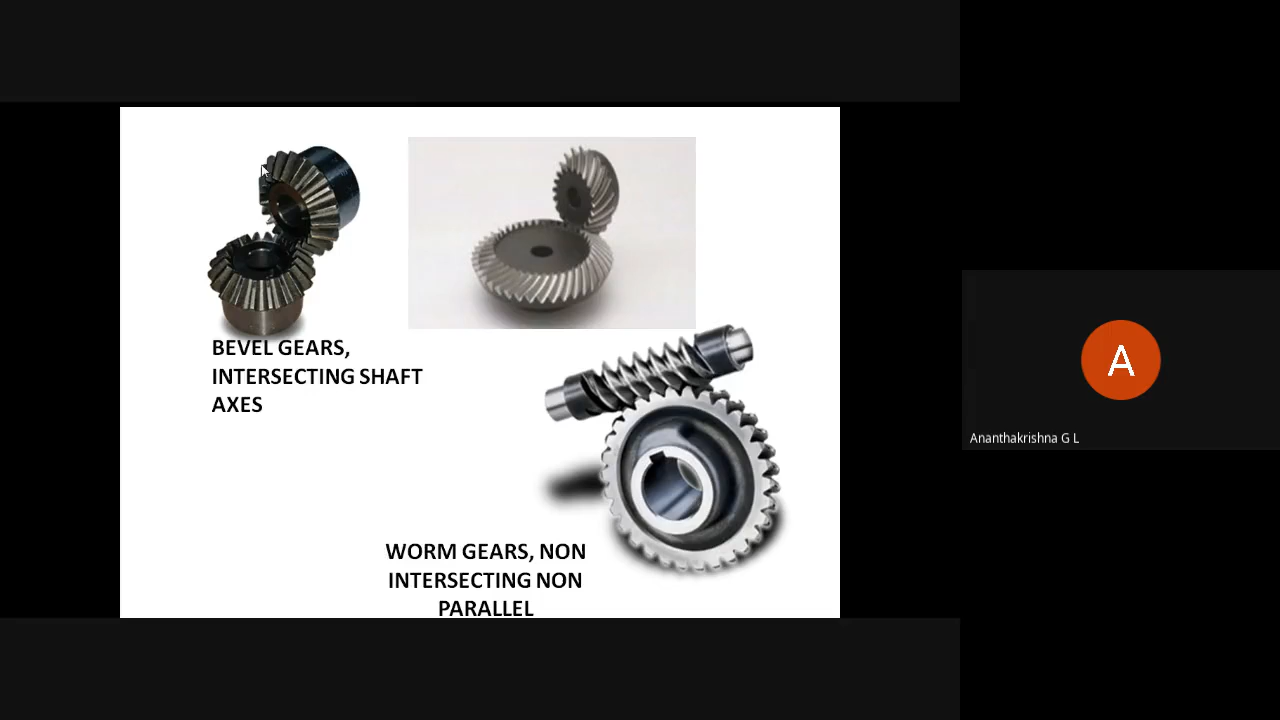 BEVEL GEARS,
INTERSECTING SHAFT
AXES
WORM GEARS, NON
INTERSECTING NON
PARALLEL
A
Ananthakrishna G L